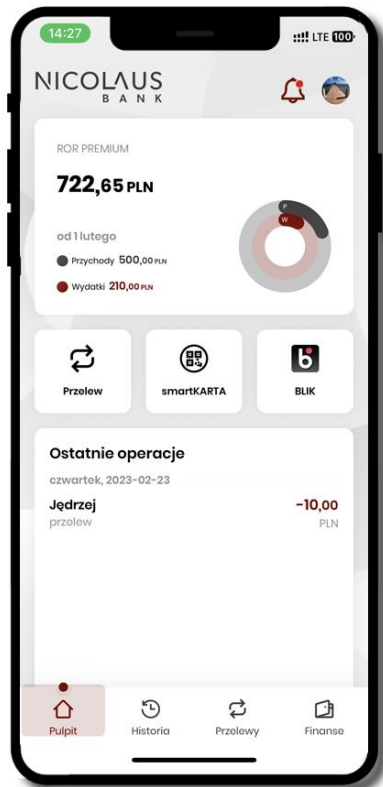 14:27
LTE 100
NICOLAUS
BANK
ROR PREMIUM
722,65 PLN
od 1 lutego
Przychody 500,00 PLN
Wydatki 210,00 PLN
P
W
Przelew
smartKARTA
BLIK
Ostatnie operacje
czwartek, 2023-02-23
Jędrzej -10,00
przelew PLN
Pulpit Historia Przelewy Finanse